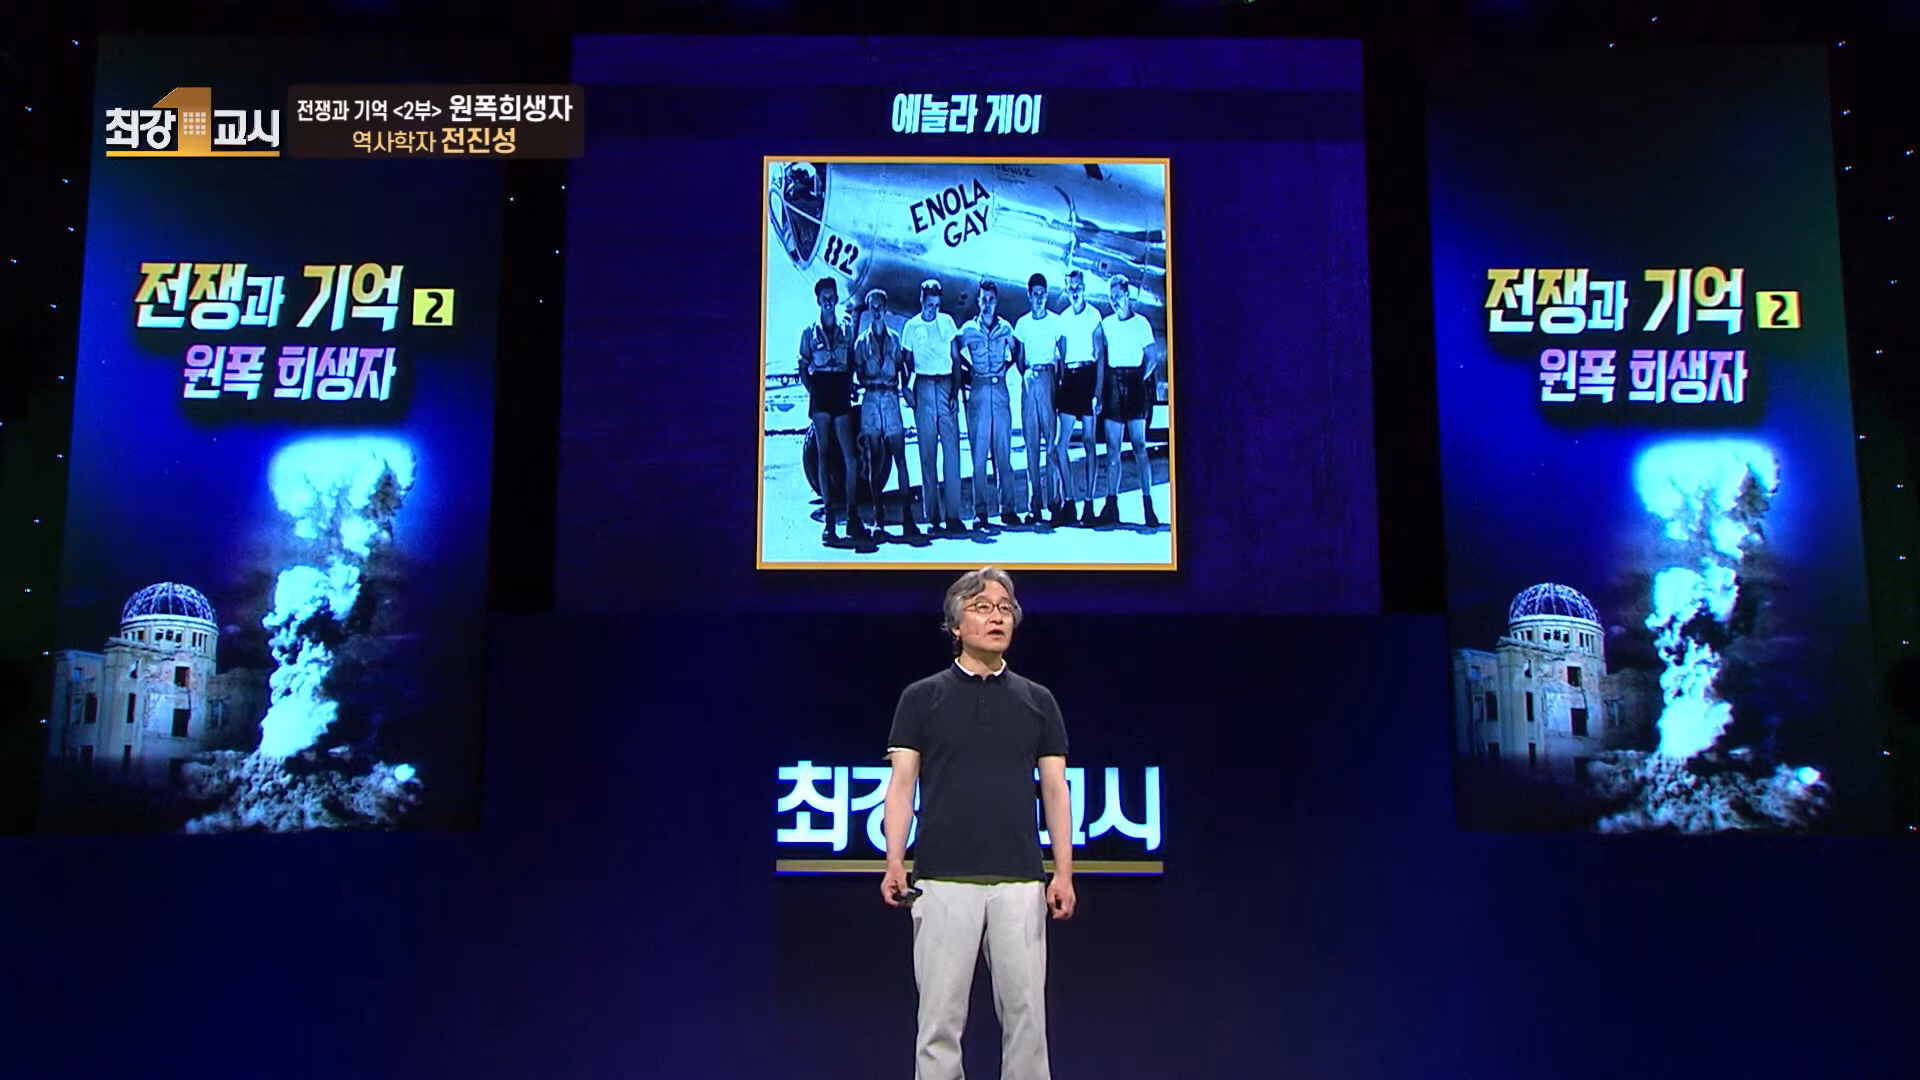 최강1교시
전쟁과 기억 <2부> 원폭희생자
역사학자 전진성
에놀라 게이
ENOLA
GAY
82
전쟁과 기억 2
원폭 희생자
전쟁과 기억 2
원폭 희생자
최강 교시